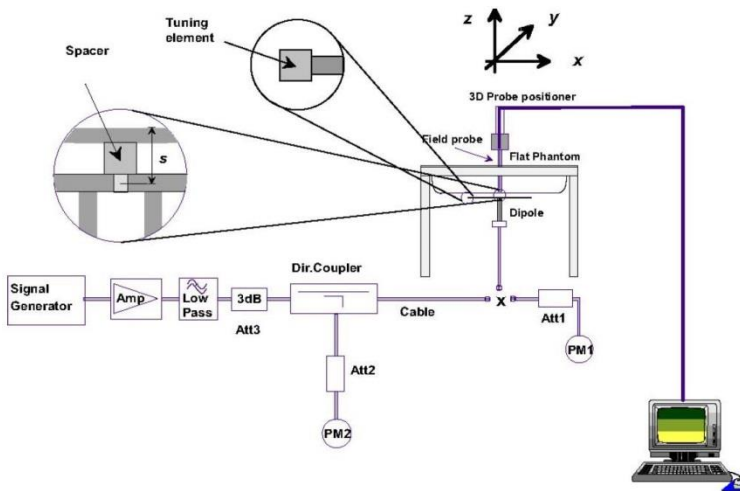 Tuning
element
Spacer
s
z
y
x
3D Probe positioner
Field probe
Flat Phantom
Dipole
Signal
Generator
Amp
Low
Pass
3dB
Att3
Dir.Coupler
Cable
x
Att1
PM1
Att2
PM2